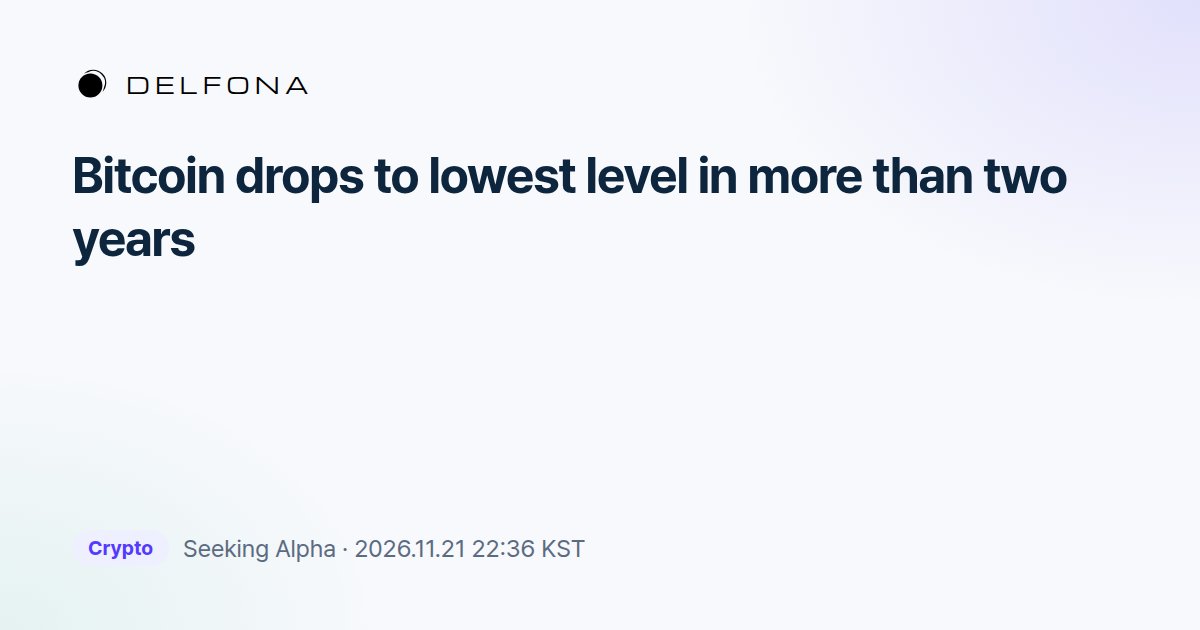 DELFONA
Bitcoin drops to lowest level in more than two
years
Crypto Seeking Alpha · 2026.11.21 22:36 KST